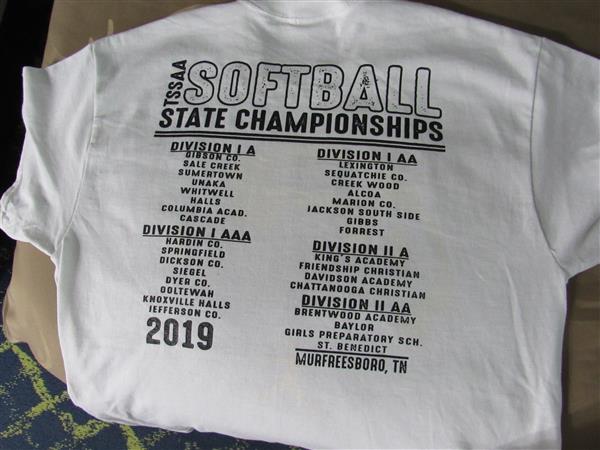 TSSAA
SOFTBALL
STATE CHAMPIONSHIPS
DIVISION I A
GIBSON CO.
SALE CREEK
SUMERTOWN
UNAKA
WHITWELL
HALLS
COLUMBIA ACAD.
CASCADE
DIVISION I AAA
HARDIN CO.
SPRINGFIELD
DICKSON CO.
SIEGEL
DYER CO.
OOLTEWAH
KNOXVILLE HALLS
JEFFERSON CO.
2019
DIVISION I AA
LEXINGTON
SEQUATCHIE CO.
CREEK WOOD
ALCOA
MARION CO.
JACKSON SOUTH SIDE
GIBBS
FORREST
DIVISION II A
KING'S ACADEMY
FRIENDSHIP CHRISTIAN
DAVIDSON ACADEMY
CHATTANOOGA CHRISTIAN
DIVISION II AA
BRENTWOOD ACADEMY
BAYLOR
GIRLS PREPARATORY SCH.
ST. BENEDICT
MURFREESBORO, TN